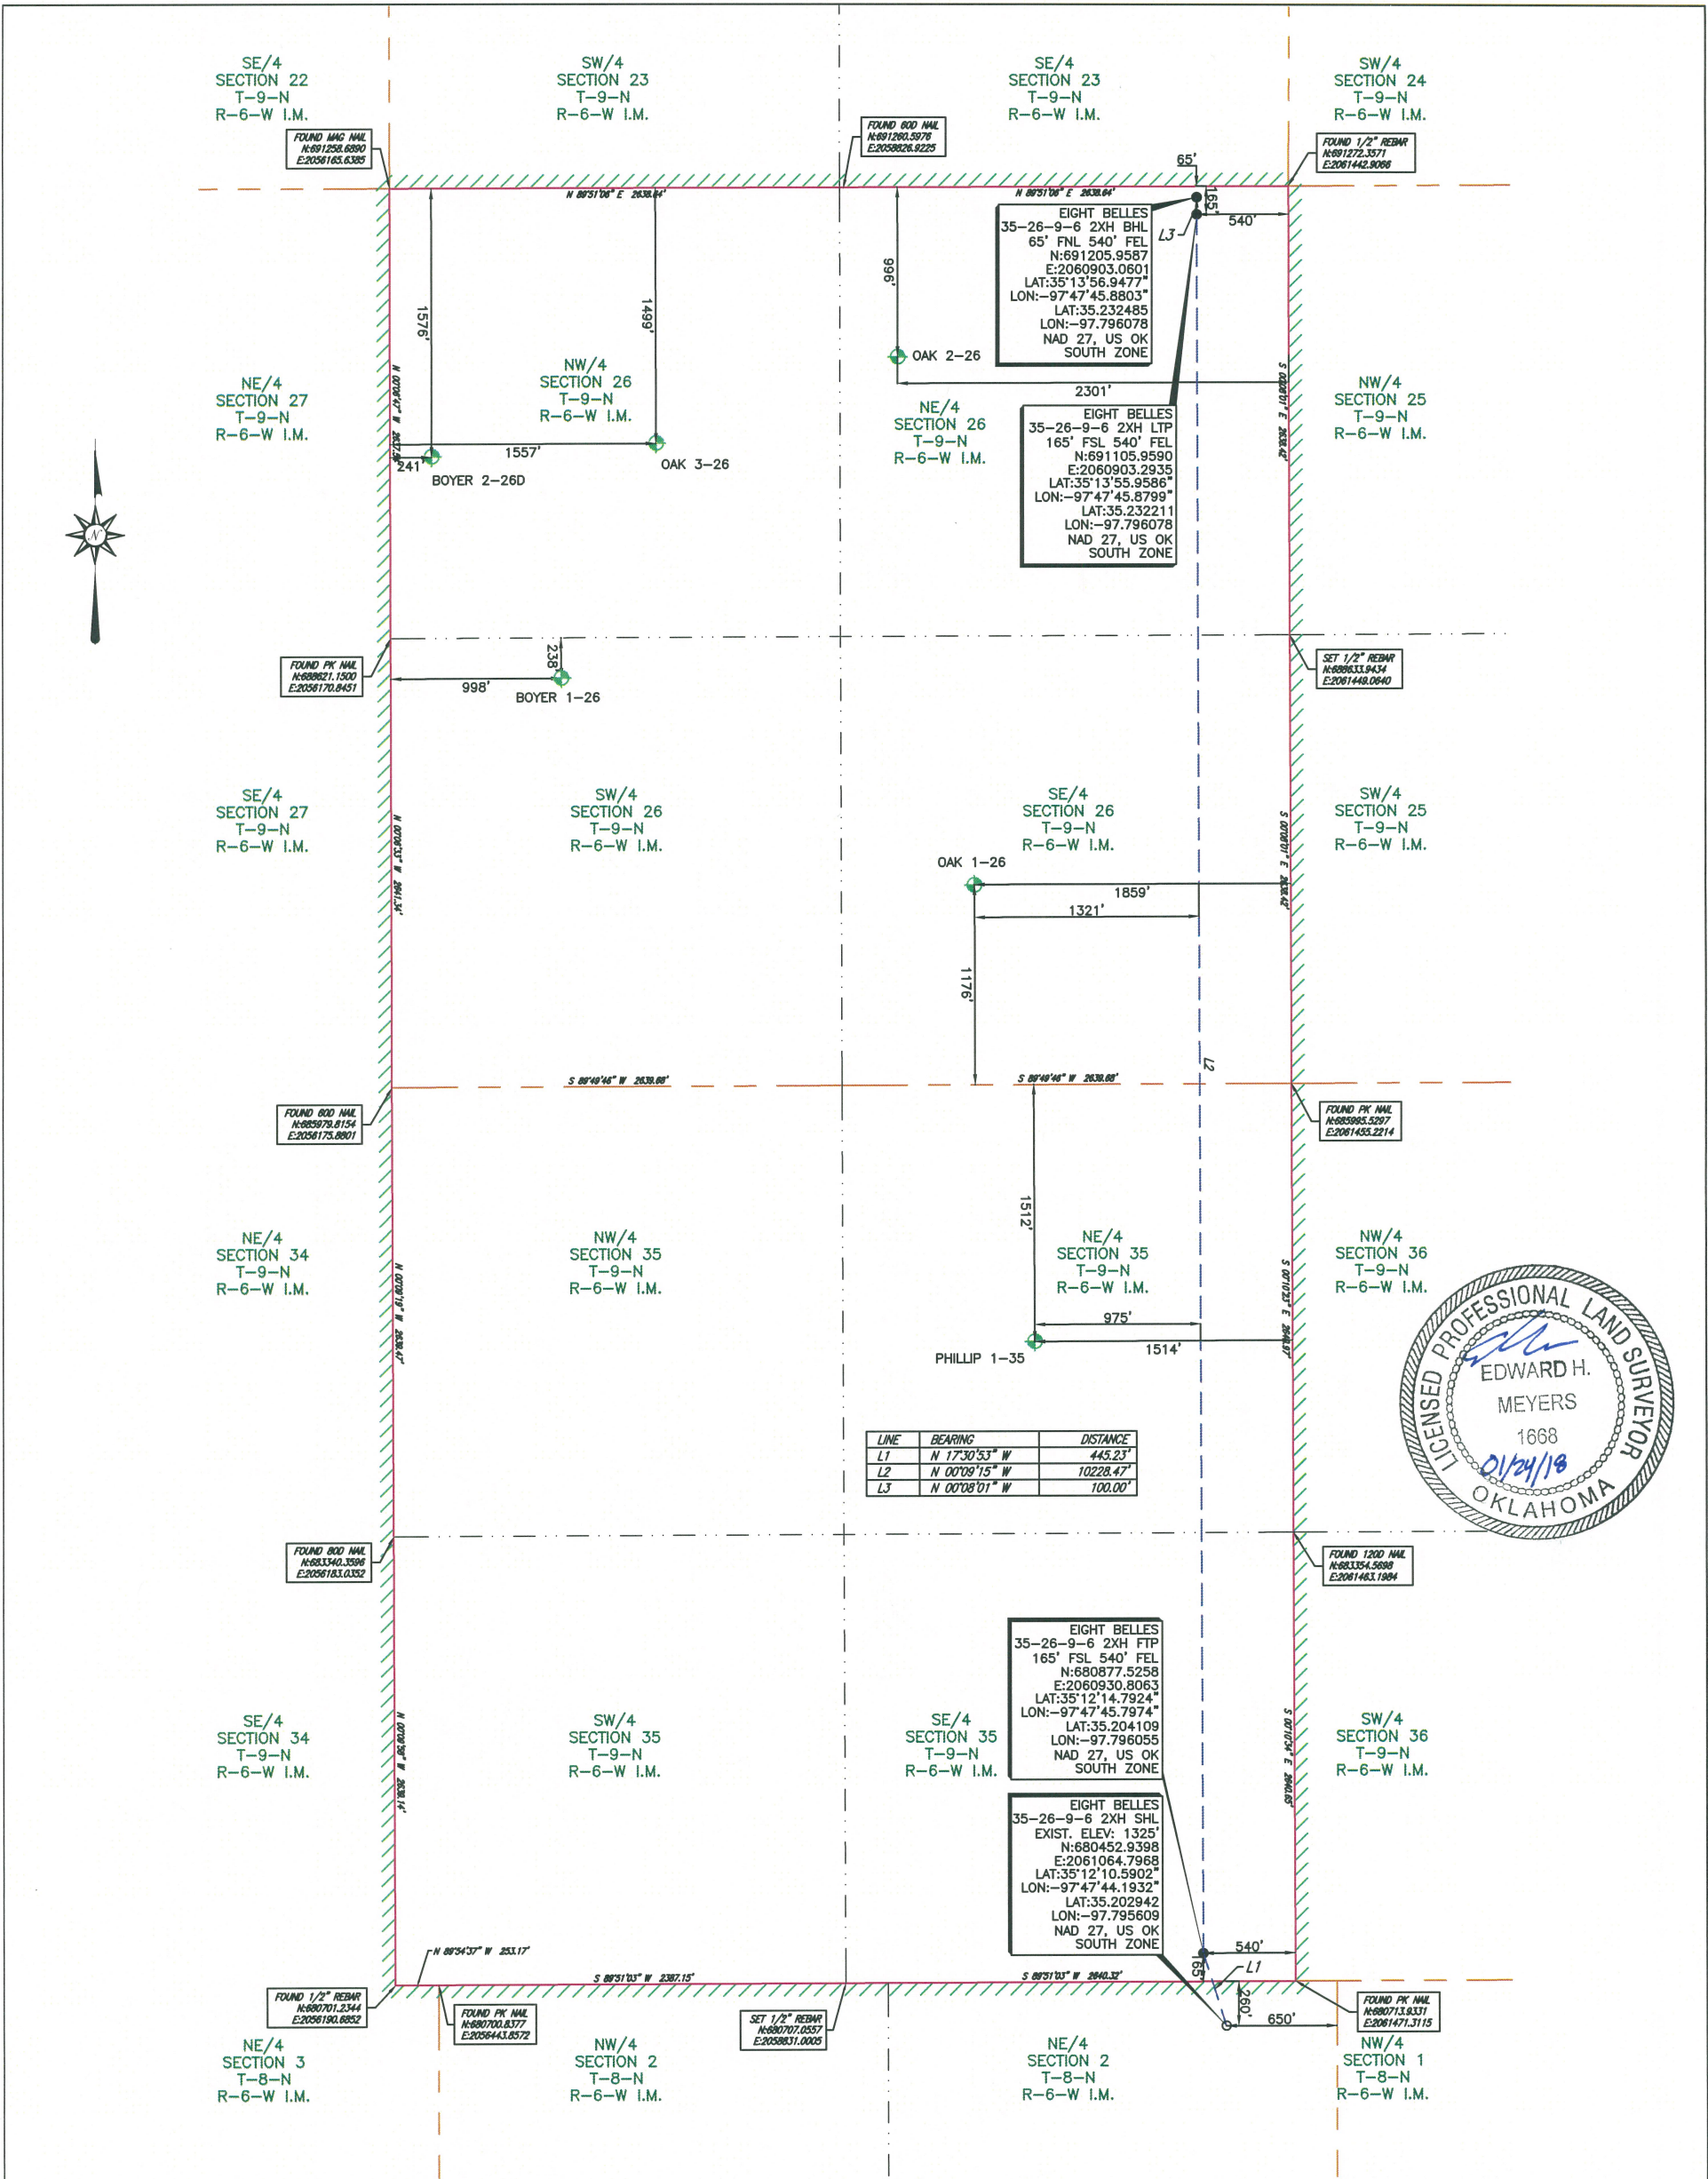 SE/4
SECTION 22
T-9-N
R-6-W I.M.
SW/4
SECTION 23
T-9-N
R-6-W I.M.
SE/4
SECTION 23
T-9-N
R-6-W I.M.
SW/4
SECTION 24
T-9-N
R-6-W I.M.
FOUND MAG NAIL
N:691258.6890
E:2056165.6385
FOUND 60D NAIL
N:691260.5976
E:2058826.9225
FOUND 1/2" REBAR
N:691272.3571
E:2061442.9066
65'
N 89°51'06" E 2638.64'
N 89°51'06" E 2638.64'
165'
540'
L3
EIGHT BELLES
35-26-9-6 2XH BHL
65' FNL 540' FEL
N:691205.9587
E:2060903.0601
LAT:35°13'56.9477"
LON:-97°47'45.8803"
LAT:35.232485
LON:-97.796078
NAD 27, US OK
SOUTH ZONE
1576'
1499'
996'
OAK 2-26
2301'
NE/4
SECTION 27
T-9-N
R-6-W I.M.
NW/4
SECTION 26
T-9-N
R-6-W I.M.
NE/4
SECTION 26
T-9-N
R-6-W I.M.
NW/4
SECTION 25
T-9-N
R-6-W I.M.
S 00°08'01" E 2638.42'
EIGHT BELLES
35-26-9-6 2XH LTP
165' FSL 540' FEL
N:691105.9590
E:2060903.2935
LAT:35°13'55.9586"
LON:-97°47'45.8799"
LAT:35.232211
LON:-97.796078
NAD 27, US OK
SOUTH ZONE
241'
1557'
BOYER 2-26D
OAK 3-26
N
FOUND PK NAIL
N:688621.1500
E:2056170.8451
238'
998'
BOYER 1-26
SET 1/2" REBAR
N:688633.9434
E:2061449.0640
SE/4
SECTION 27
T-9-N
R-6-W I.M.
SW/4
SECTION 26
T-9-N
R-6-W I.M.
SE/4
SECTION 26
T-9-N
R-6-W I.M.
SW/4
SECTION 25
T-9-N
R-6-W I.M.
N 00°06'33" W 2641.34'
S 00°08'01" E 2638.42'
OAK 1-26
1859'
1321'
1176'
L2
S 89°49'46" W 2639.68'
S 89°49'46" W 2639.68'
FOUND 60D NAIL
N:685979.8154
E:2056175.8801
FOUND PK NAIL
N:685995.5297
E:2061455.2214
1512'
NE/4
SECTION 34
T-9-N
R-6-W I.M.
NW/4
SECTION 35
T-9-N
R-6-W I.M.
NE/4
SECTION 35
T-9-N
R-6-W I.M.
NW/4
SECTION 36
T-9-N
R-6-W I.M.
975'
1514'
PHILLIP 1-35
LICENSED PROFESSIONAL LAND SURVEYOR
EDWARD H.
MEYERS
1668
01/24/18
OKLAHOMA
LINE BEARING DISTANCE
L1 N 17°30'53" W 445.23'
L2 N 00°09'15" W 10228.47'
L3 N 00°08'01" W 100.00'
FOUND 80D NAIL
N:683340.3596
E:2056183.0352
FOUND 120D NAIL
N:683354.5698
E:2061463.1984
EIGHT BELLES
35-26-9-6 2XH FTP
165' FSL 540' FEL
N:680877.5258
E:2060930.8063
LAT:35°12'14.7924"
LON:-97°47'45.7974"
LAT:35.204109
LON:-97.796055
NAD 27, US OK
SOUTH ZONE
SE/4
SECTION 34
T-9-N
R-6-W I.M.
SW/4
SECTION 35
T-9-N
R-6-W I.M.
SE/4
SECTION 35
T-9-N
R-6-W I.M.
SW/4
SECTION 36
T-9-N
R-6-W I.M.
S 00°10'34" E 2640.65'
EIGHT BELLES
35-26-9-6 2XH SHL
EXIST. ELEV: 1325'
N:680452.9398
E:2061064.7968
LAT:35°12'10.5902"
LON:-97°47'44.1932"
LAT:35.202942
LON:-97.795609
NAD 27, US OK
SOUTH ZONE
540'
L1
N 89°54'37" W 253.17'
S 89°51'03" W 2387.15'
S 89°51'03" W 2640.32'
260'
650'
FOUND 1/2" REBAR
N:680701.2344
E:2056190.6852
FOUND PK NAIL
N:680700.8377
E:2056443.8572
SET 1/2" REBAR
N:680707.0557
E:2058831.0005
FOUND PK NAIL
N:680713.9331
E:2061471.3115
NE/4
SECTION 3
T-8-N
R-6-W I.M.
NW/4
SECTION 2
T-8-N
R-6-W I.M.
NE/4
SECTION 2
T-8-N
R-6-W I.M.
NW/4
SECTION 1
T-8-N
R-6-W I.M.